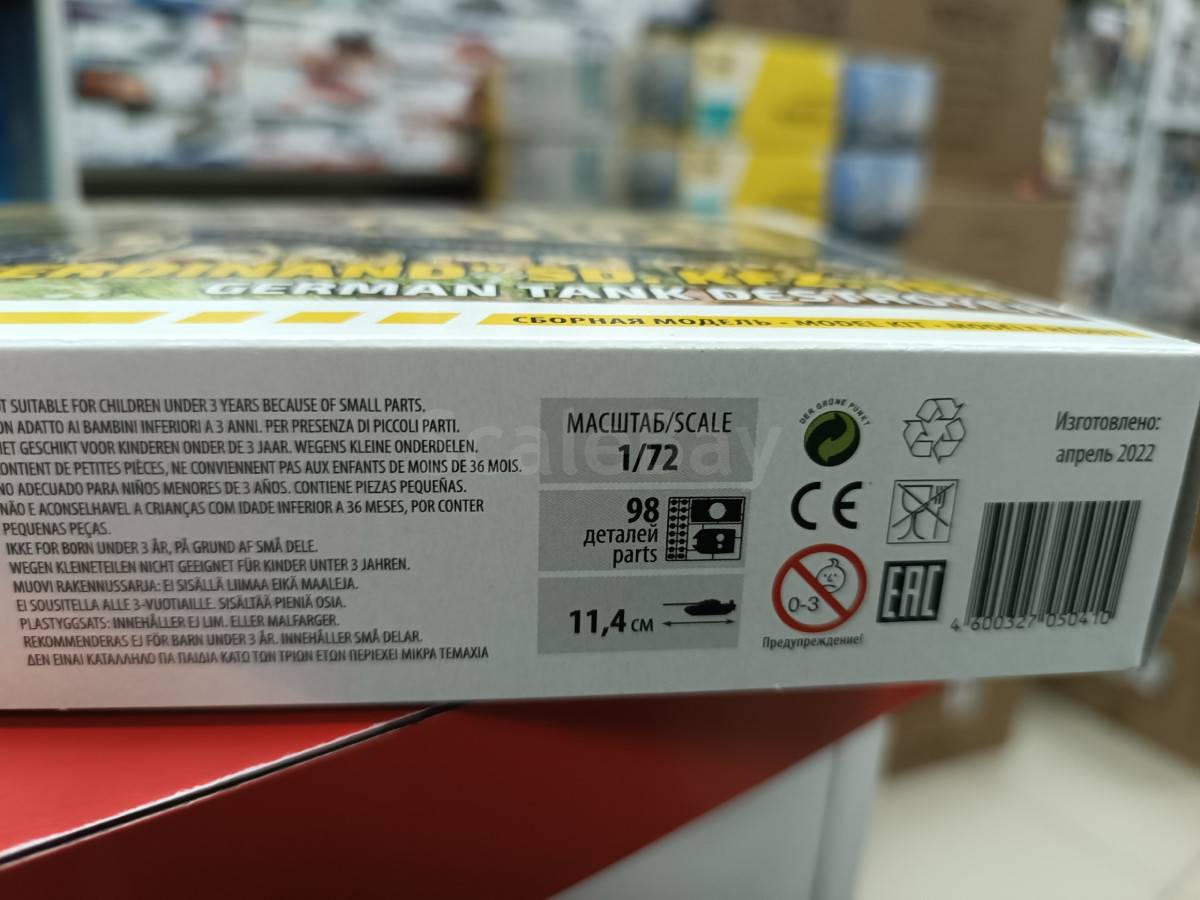 GERMAN TANK DESTROYER
СБОРНАЯ МОДЕЛЬ - MODEL KIT -
SUITABLE FOR CHILDREN UNDER 3 YEARS BECAUSE OF SMALL PARTS.
ADATTO AI BAMBINI INFERIORI A 3 ANNI. PER PRESENZA DI PICCOLI PARTI.
GESCHIKT VOOR KINDEREN ONDER DE 3 JAAR. WEGENS KLEINE ONDERDELEN.
CONTIENT DE PETITES PIÈCES, NE CONVIENNENT PAS AUX ENFANTS DE MOINS DE 36 MOIS.
NO ADECUADO PARA NIÑOS MENORES DE 3 AÑOS. CONTIENE PIEZAS PEQUEÑAS.
NÃO E ACONSELHAVEL A CRIANÇAS COM IDADE INFERIOR A 36 MESES, POR CONTER
PEQUENAS PEÇAS.
IKKE FOR BORN UNDER 3 ÅR, PÅ GRUND AF SMÅ DELE.
WEGEN KLEINETEILEN NICHT GEEIGNET FÜR KINDER UNTER 3 JAHREN.
MUOVI RAKENNUSSARJA: EI SISÄLLÄ LIIMAA EIKÄ MAALEJA.
EI SOUSITELLA ALLE 3-VUOTIAILLE. SISÄLTÄÄ PIENIÄ OSIA.
PLASTYGGSATS: INNEHÅLLER EJ LIM. ELLER MALFARGER.
REKOMMENDERAS EJ FÖR BARN UNDER 3 ÅR. INNEHÅLLER SMÅ DELAR.
ΔΕΝ ΕΙΝΑΙ ΚΑΤΑΛΛΗΛΟ ΠΑ ΠΑΙΔΙΑ ΚΑΤΩ ΤΩΝ ΤΡΙΩΝ ΕΤΩΝ ΠΕΡΙΕΧΕΙ ΜΙΚΡΑ ΤΕΜΑΧΙΑ
МАСШТАБ/SCALE
1/72
98
деталей
parts
11,4 см
DER GRÜNE PUNKT
CE
0-3
Предупреждение!
EAC
Изготовлено:
апрель 2022
4 600327 050410